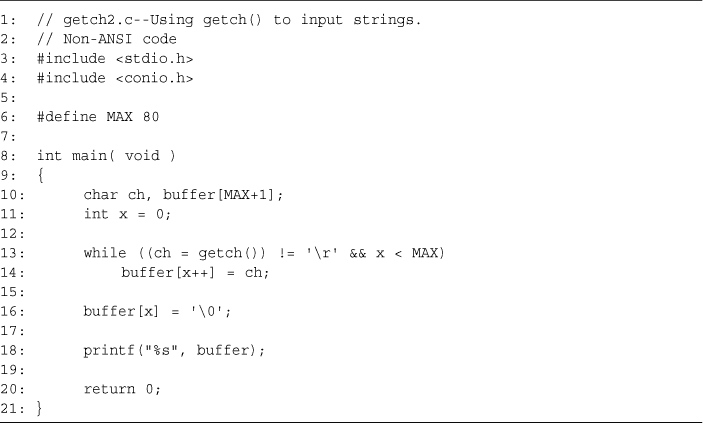 1: // getch2.c--Using getch() to input strings.
2: // Non-ANSI code
3: #include <stdio.h>
4: #include <conio.h>
5:
6: #define MAX 80
7:
8: int main( void )
9: {
10: char ch, buffer[MAX+1];
11: int x = 0;
12:
13: while ((ch = getch()) != '\r' && x < MAX)
14: buffer[x++] = ch;
15:
16: buffer[x] = '\0';
17:
18: printf("%s", buffer);
19:
20: return 0;
21: }